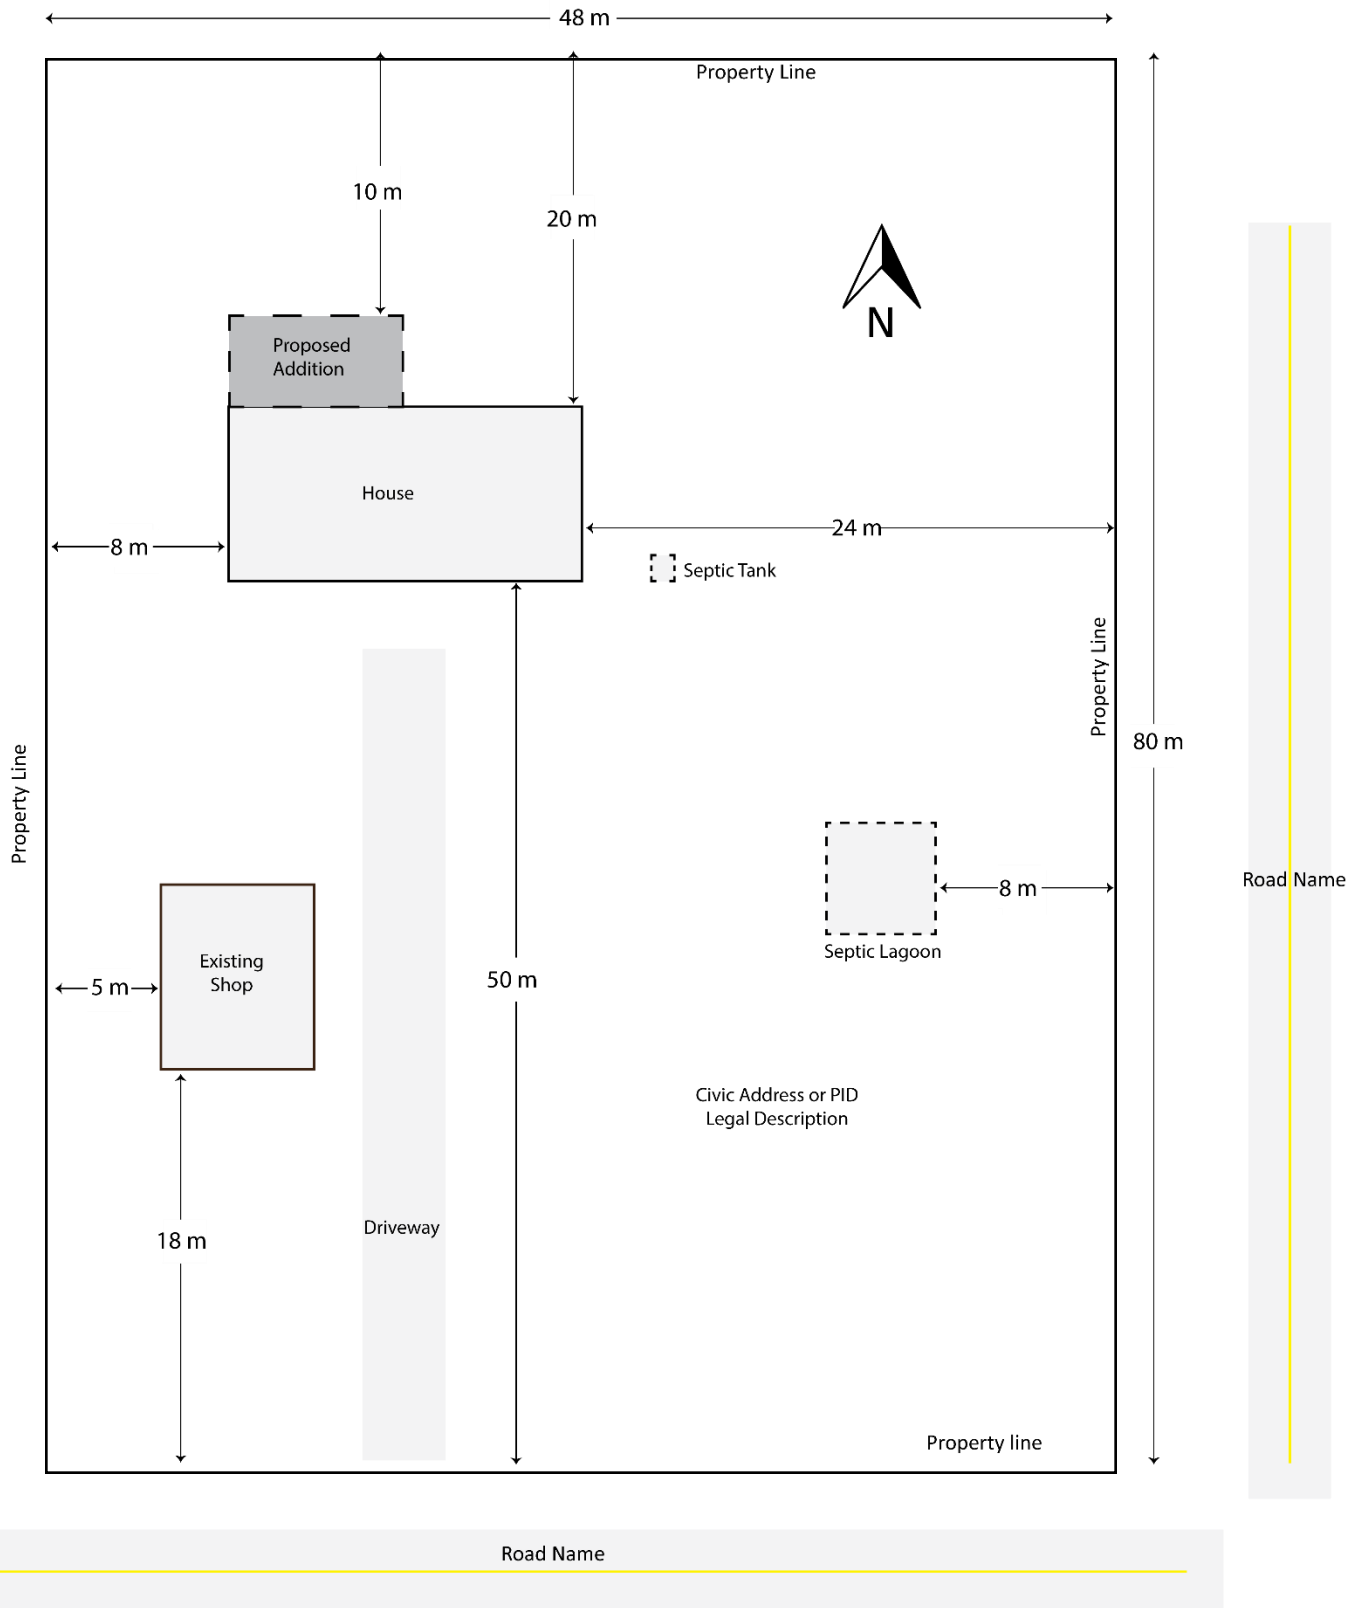 48 m
Property Line
10 m
20 m
N
Proposed
Addition
House
24 m
8 m
Septic Tank
Property Line
80 m
Property Line
Road Name
8 m
Septic Lagoon
Existing
Shop
5 m
50 m
Civic Address or PID
Legal Description
Driveway
18 m
Property line
Road Name